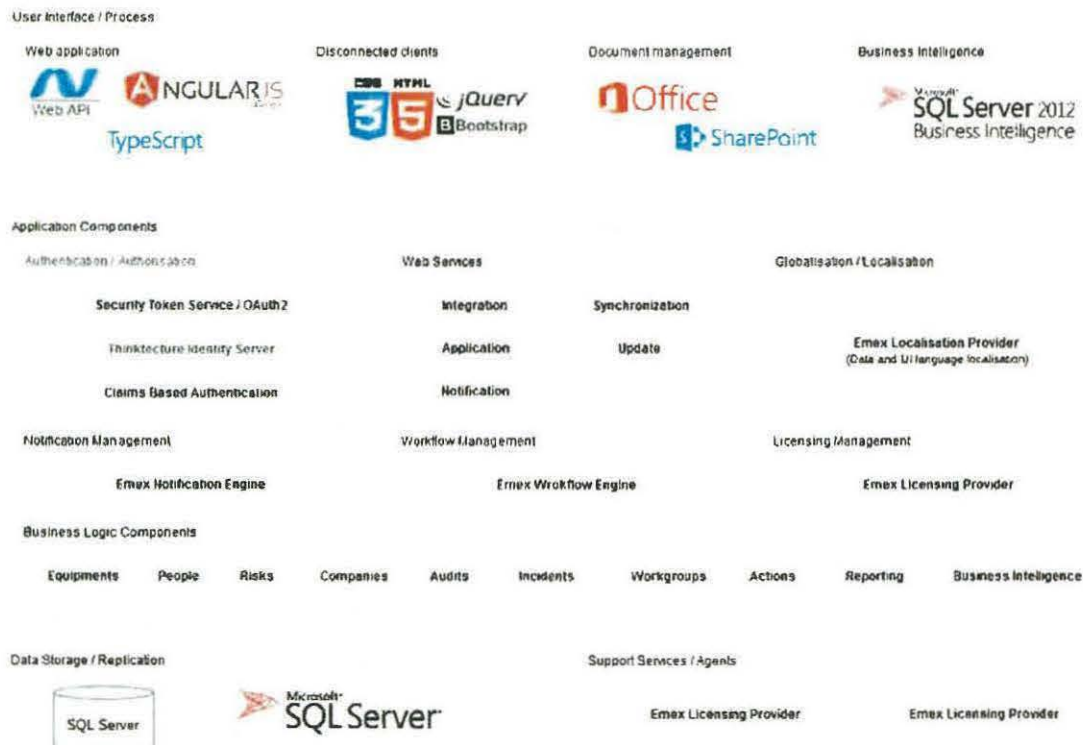 User Interface / Process
Web application
Disconnected clients
Document management
Business Intelligence
Web API
ANGULARJS
TypeScript
CSS 3
HTML 5
jQuery
B Bootstrap
Office
S SharePoint
Microsoft
SQL Server 2012
Business Intelligence
Application Components
Authentication / Authorisation
Web Services
Globalisation / Localisation
Security Token Service / OAuth2
Integration
Synchronization
Thinktecture Identity Server
Application
Update
Emex Localisation Provider
(Data and UI language localisation)
Claims Based Authentication
Notification
Notification Management
Workflow Management
Licensing Management
Emex Notification Engine
Emex Wrokflow Engine
Emex Licensing Provider
Business Logic Components
Equipments People Risks Companies Audits Incidents Workgroups Actions Reporting Business Intelligence
Data Storage / Replication
Support Services / Agents
SQL Server
Microsoft
SQL Server
Emex Licensing Provider
Emex Licensing Provider